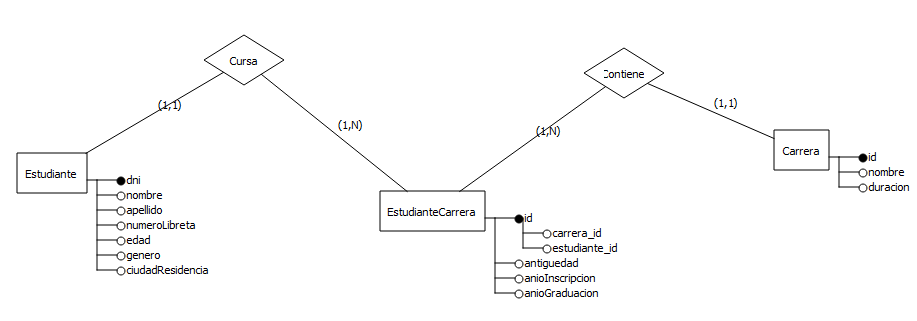 Cursa
Contiene
(1,1)
(1,N)
(1,N)
(1,1)
Estudiante
dni
nombre
apellido
numeroLibreta
edad
genero
ciudadResidencia
EstudianteCarrera
id
carrera_id
estudiante_id
antiguedad
anioInscripcion
anioGraduacion
Carrera
id
nombre
duracion